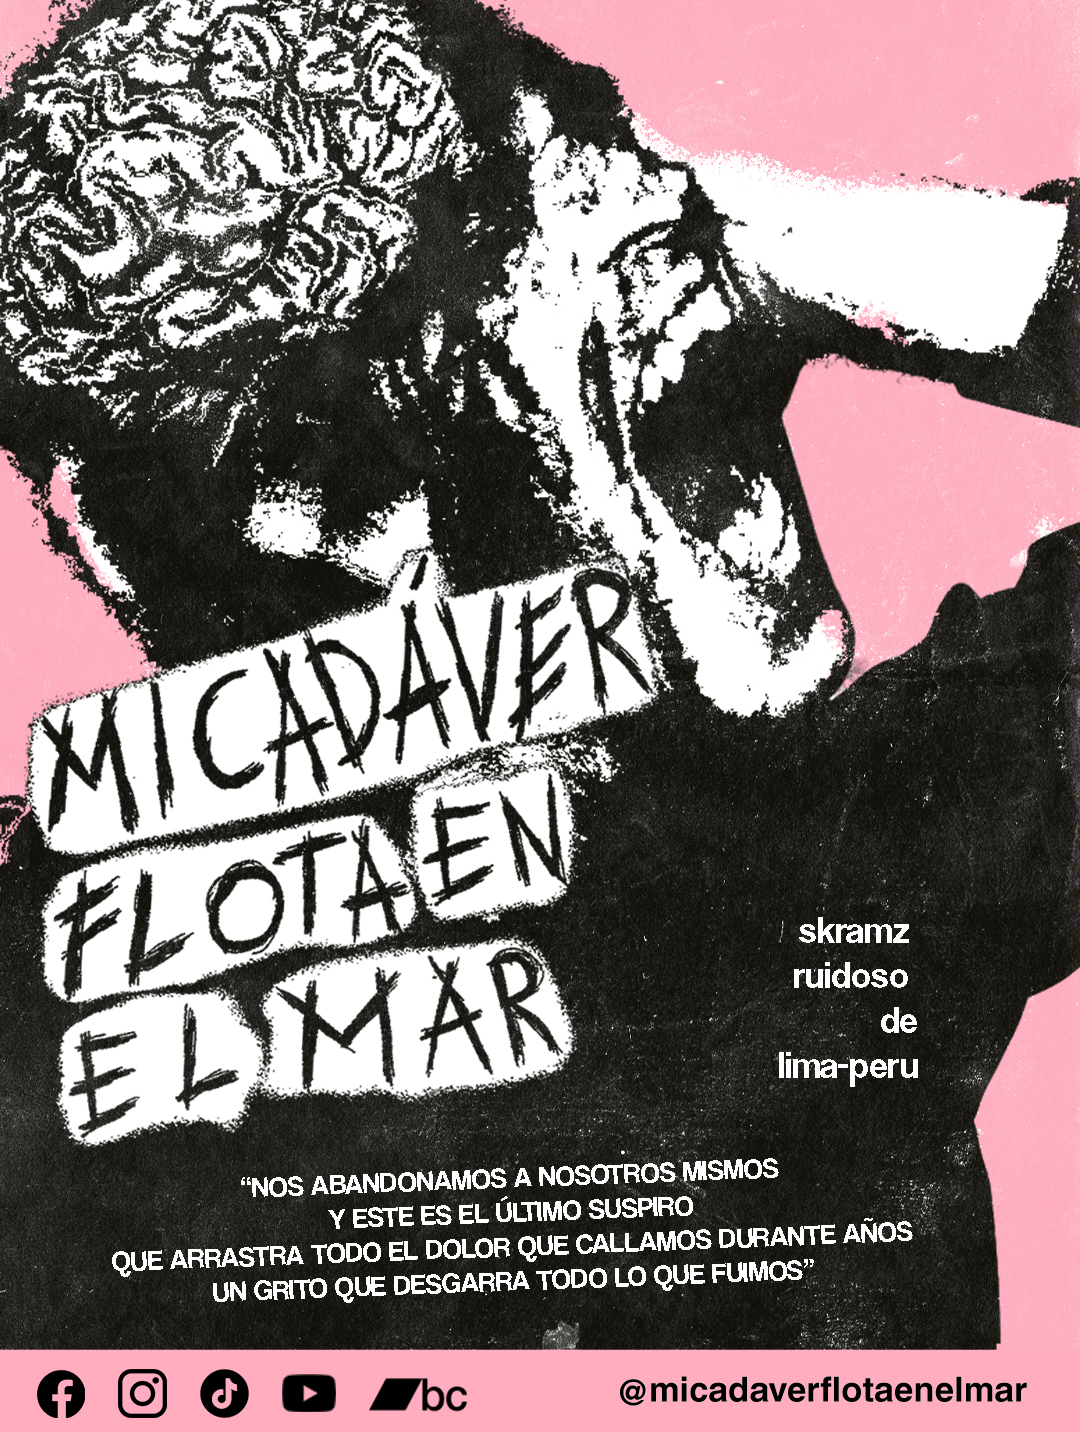 MICADÁVER
FLOTA EN
EL MAR
skramz
ruidoso
de
lima-peru
“NOS ABANDONAMOS A NOSOTROS MISMOS
Y ESTE ES EL ÚLTIMO SUSPIRO
QUE ARRASTRA TODO EL DOLOR QUE CALLAMOS DURANTE AÑOS
UN GRITO QUE DESGARRA TODO LO QUE FUIMOS”
bc
@micadaverflotaenelmar